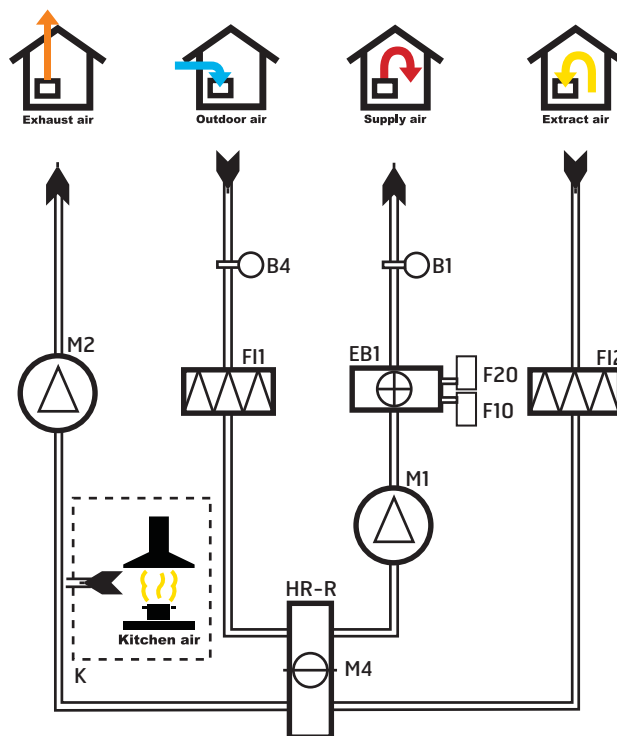 Exhaust air
Outdoor air
Supply air
Extract air
B4
B1
M2
FI1
EB1
FI2
F20
F10
M1
HR-R
Kitchen air
M4
K